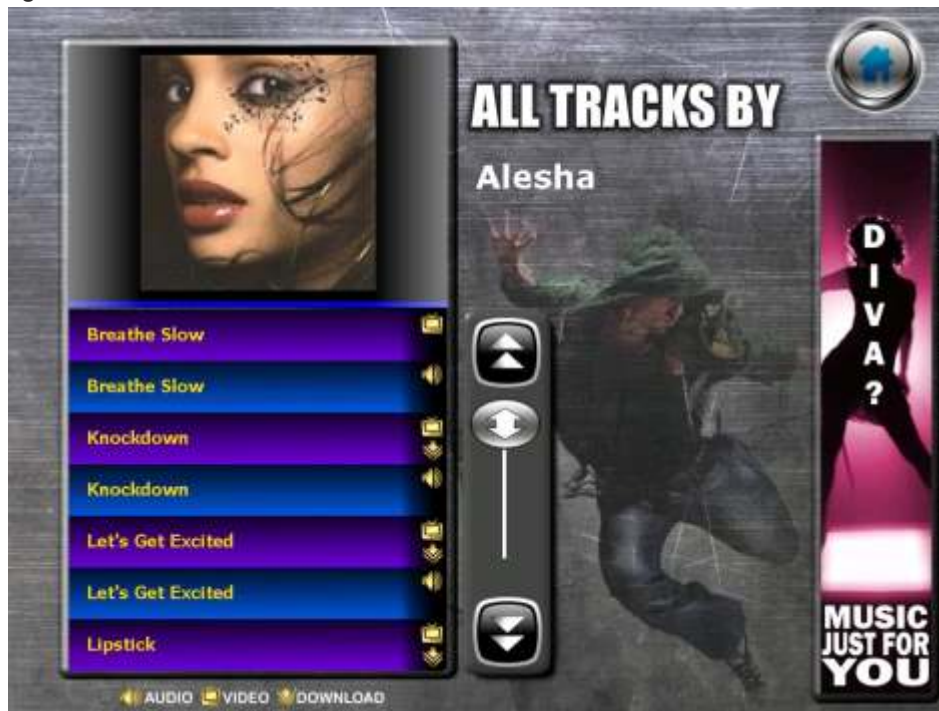 ALL TRACKS BY
Alesha
Breathe Slow
Breathe Slow
Knockdown
Knockdown
Let's Get Excited
Let's Get Excited
Lipstick
AUDIO VIDEO DOWNLOAD
DIVA?
MUSIC
JUST FOR
YOU